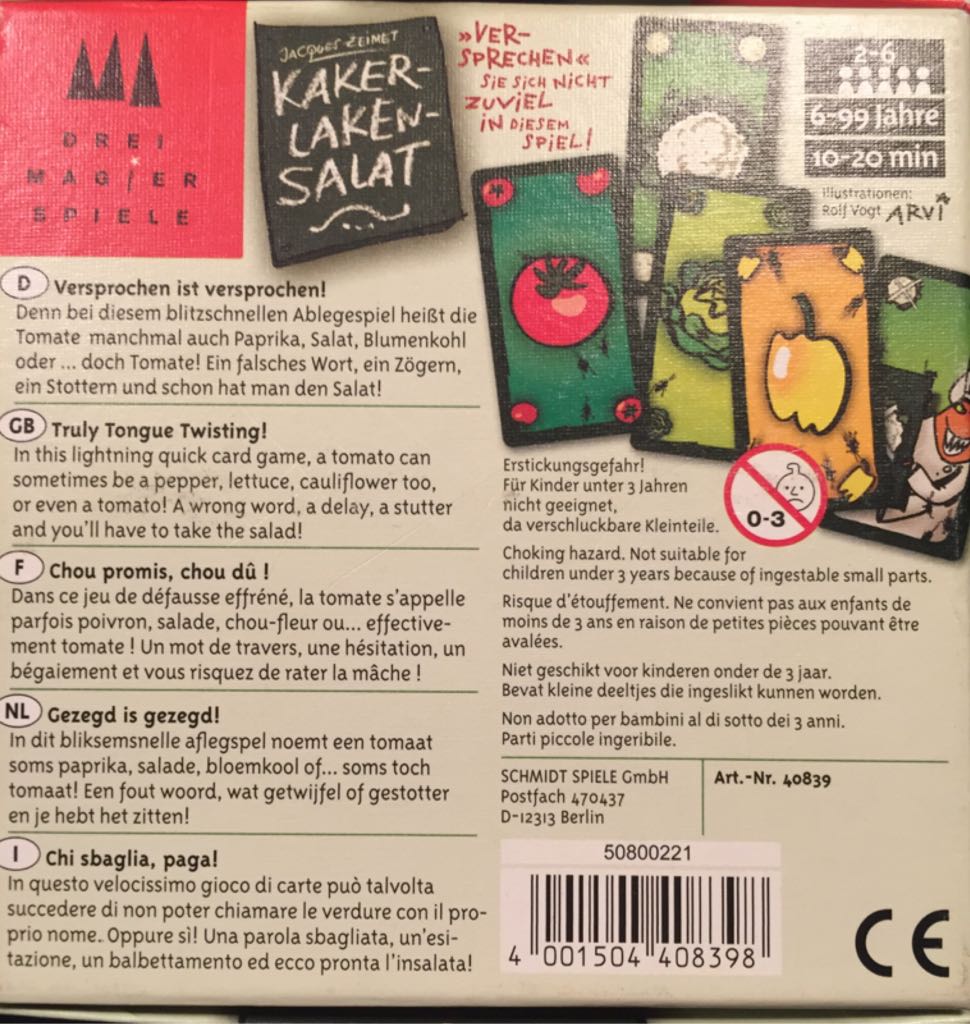 DREI
MAGIER
SPIELE
JACQUES ZEIMET
KAKER-
LAKEN-
SALAT
»VER-
SPRECHEN«
SIE SICH NICHT
ZUVIEL
IN DIESEM
SPIEL!
2-6
6-99 Jahre
10-20 min
Illustrationen:
Rolf Vogt ARVi
D Versprochen ist versprochen!
Denn bei diesem blitzschnellen Ablegespiel heißt die
Tomate manchmal auch Paprika, Salat, Blumenkohl
oder ... doch Tomate! Ein falsches Wort, ein Zögern,
ein Stottern und schon hat man den Salat!
GB Truly Tongue Twisting!
In this lightning quick card game, a tomato can
sometimes be a pepper, lettuce, cauliflower too,
or even a tomato! A wrong word, a delay, a stutter
and you'll have to take the salad!
F Chou promis, chou dû !
Dans ce jeu de défausse effréné, la tomate s'appelle
parfois poivron, salade, chou-fleur ou... effective-
ment tomate ! Un mot de travers, une hésitation, un
bégaiement et vous risquez de rater la mâche !
NL Gezegd is gezegd!
In dit bliksemsnelle aflegspel noemt een tomaat
soms paprika, salade, bloemkool of... soms toch
tomaat! Een fout woord, wat getwijfel of gestotter
en je hebt het zitten!
I Chi sbaglia, paga!
In questo velocissimo gioco di carte può talvolta
succedere di non poter chiamare le verdure con il pro-
prio nome. Oppure sì! Una parola sbagliata, un'esi-
tazione, un balbettamento ed ecco pronta l'insalata!
Erstickungsgefahr!
Für Kinder unter 3 Jahren
nicht geeignet,
da verschluckbare Kleinteile.
0-3
Choking hazard. Not suitable for
children under 3 years because of ingestable small parts.
Risque d'étouffement. Ne convient pas aux enfants de
moins de 3 ans en raison de petites pièces pouvant être
avalées.
Niet geschikt voor kinderen onder de 3 jaar.
Bevat kleine deeltjes die ingeslikt kunnen worden.
Non adotto per bambini al di sotto dei 3 anni.
Parti piccole ingeribile.
SCHMIDT SPIELE GmbH
Postfach 470437
D-12313 Berlin
Art.-Nr. 40839
50800221
4 001504 408398
CE